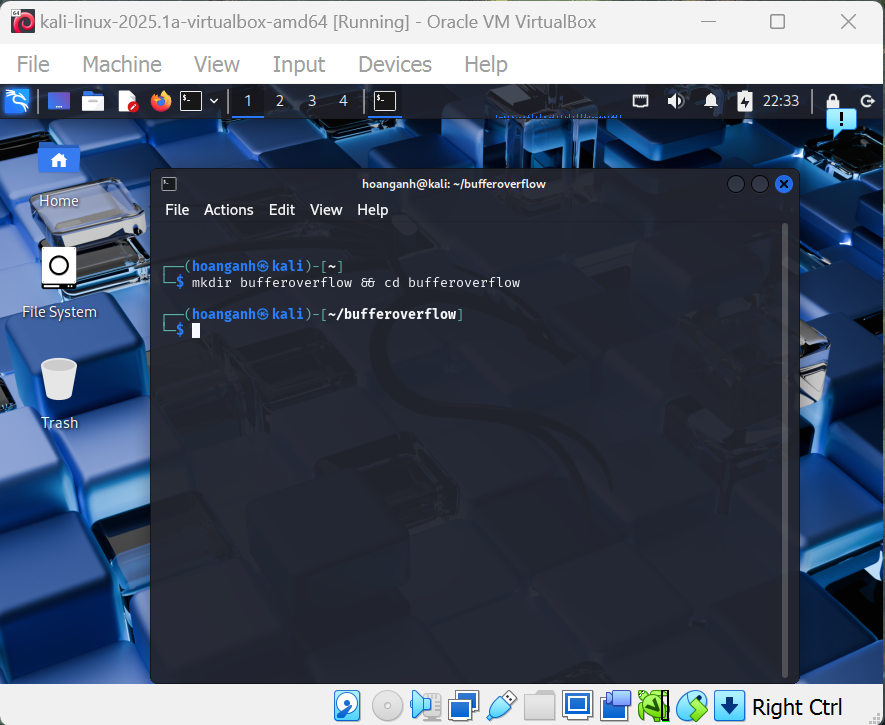 kali-linux-2025.1a-virtualbox-amd64 [Running] - Oracle VM VirtualBox
File Machine View Input Devices Help
1 2 3 4 22:33
Home
File System
Trash
hoanganh@kali: ~/bufferoverflow
File Actions Edit View Help
┌──(hoanganh㉿kali)-[~]
└─$ mkdir bufferoverflow && cd bufferoverflow
┌──(hoanganh㉿kali)-[~/bufferoverflow]
└─$
Right Ctrl